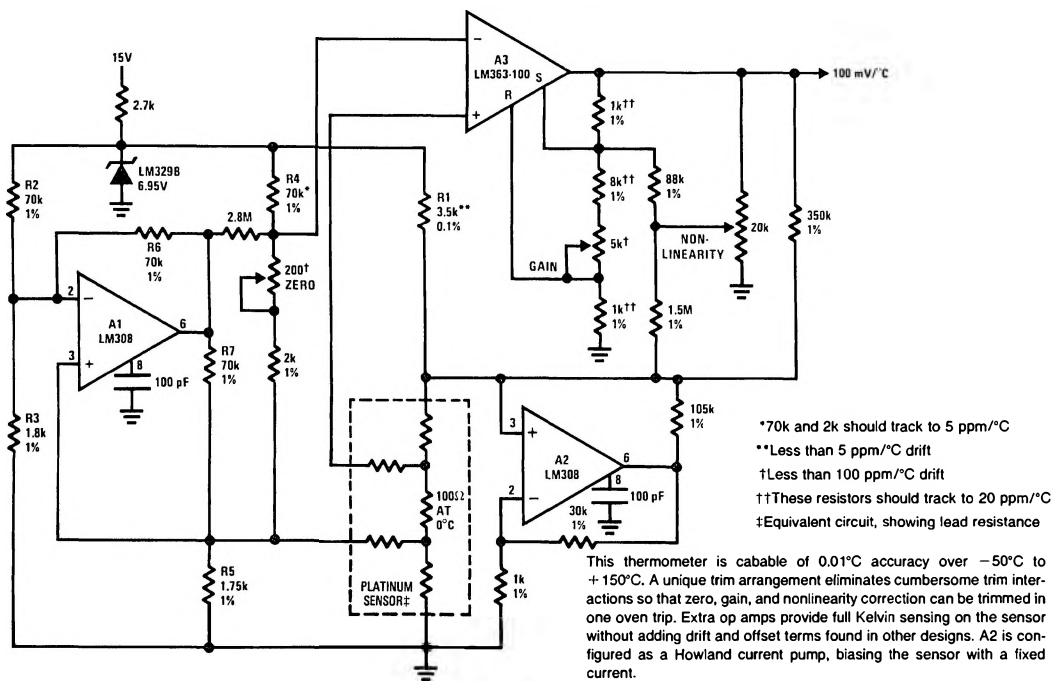 15V
2.7k
LM329B
6.95V
R2
70k
1%
R4
70k*
1%
2.8M
R6
70k
1%
200†
ZERO
2
3
A1
LM308
6
8
100 pF
R7
70k
1%
2k
1%
R3
1.8k
1%
R5
1.75k
1%
−
+
A3
LM363-100
R
S
100 mV/°C
1k††
1%
R1
3.5k**
0.1%
8k††
1%
88k
1%
20k
350k
1%
NON-
LINEARITY
GAIN
5k†
1k††
1%
1.5M
1%
105k
1%
3
2
A2
LM308
6
8
100 pF
30k
1%
1k
1%
100Ω
AT
0°C
PLATINUM
SENSOR‡
*70k and 2k should track to 5 ppm/°C
**Less than 5 ppm/°C drift
†Less than 100 ppm/°C drift
††These resistors should track to 20 ppm/°C
‡Equivalent circuit, showing lead resistance
This thermometer is cabable of 0.01°C accuracy over −50°C to
+150°C. A unique trim arrangement eliminates cumbersome trim inter-
actions so that zero, gain, and nonlinearity correction can be trimmed in
one oven trip. Extra op amps provide full Kelvin sensing on the sensor
without adding drift and offset terms found in other designs. A2 is con-
figured as a Howland current pump, biasing the sensor with a fixed
current.